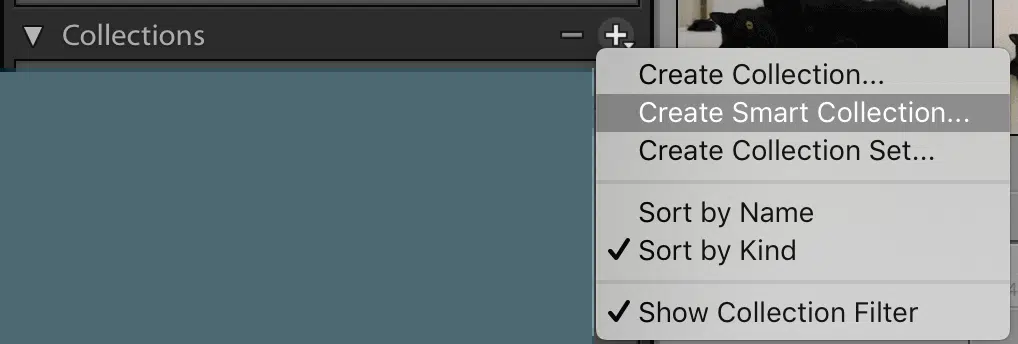 Collections
Create Collection...
Create Smart Collection...
Create Collection Set...
Sort by Name
Sort by Kind
Show Collection Filter